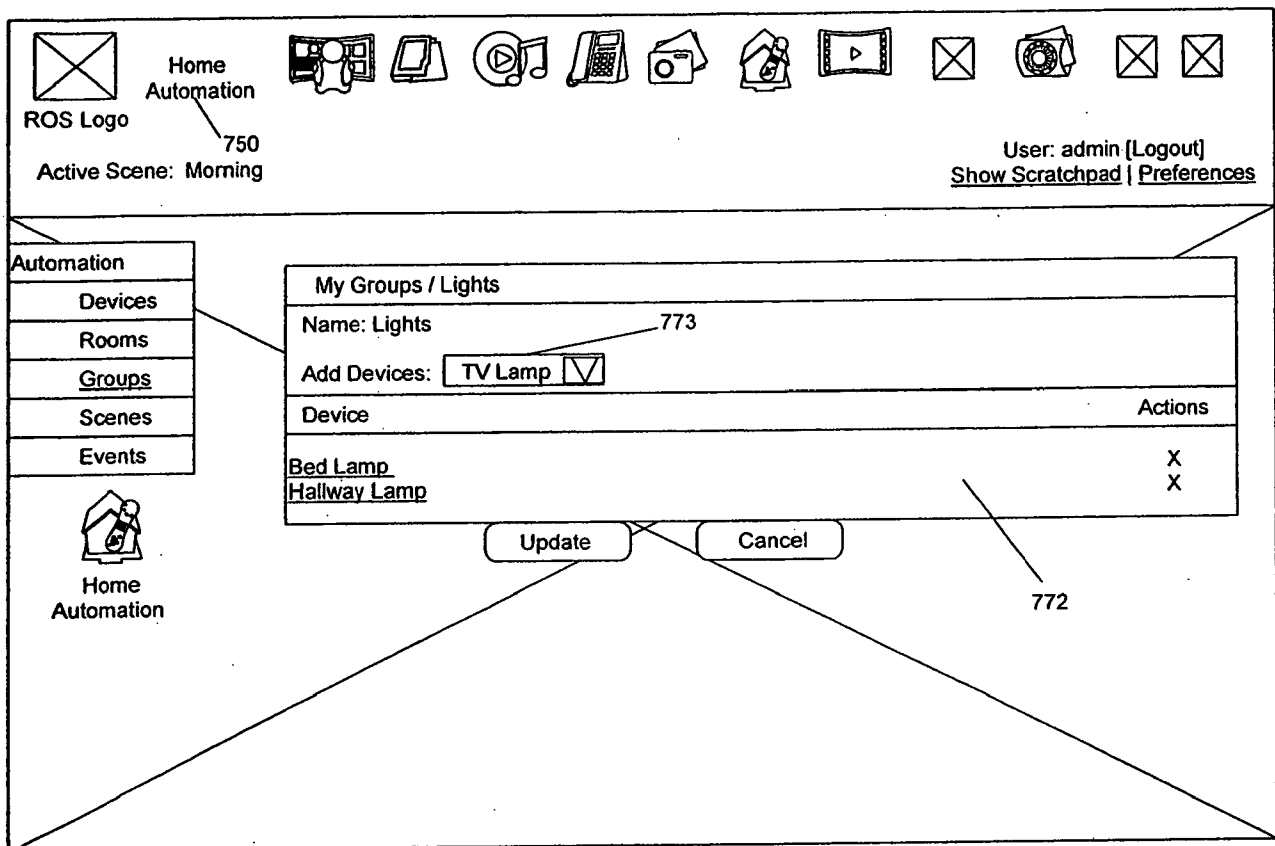 Home
Automation
ROS Logo
750
Active Scene: Morning
User: admin [Logout]
Show Scratchpad | Preferences
Automation
Devices
Rooms
Groups
Scenes
Events
Home
Automation
My Groups / Lights
Name: Lights
773
Add Devices: TV Lamp
Device Actions
Bed Lamp X
Hallway Lamp X
Update Cancel
772